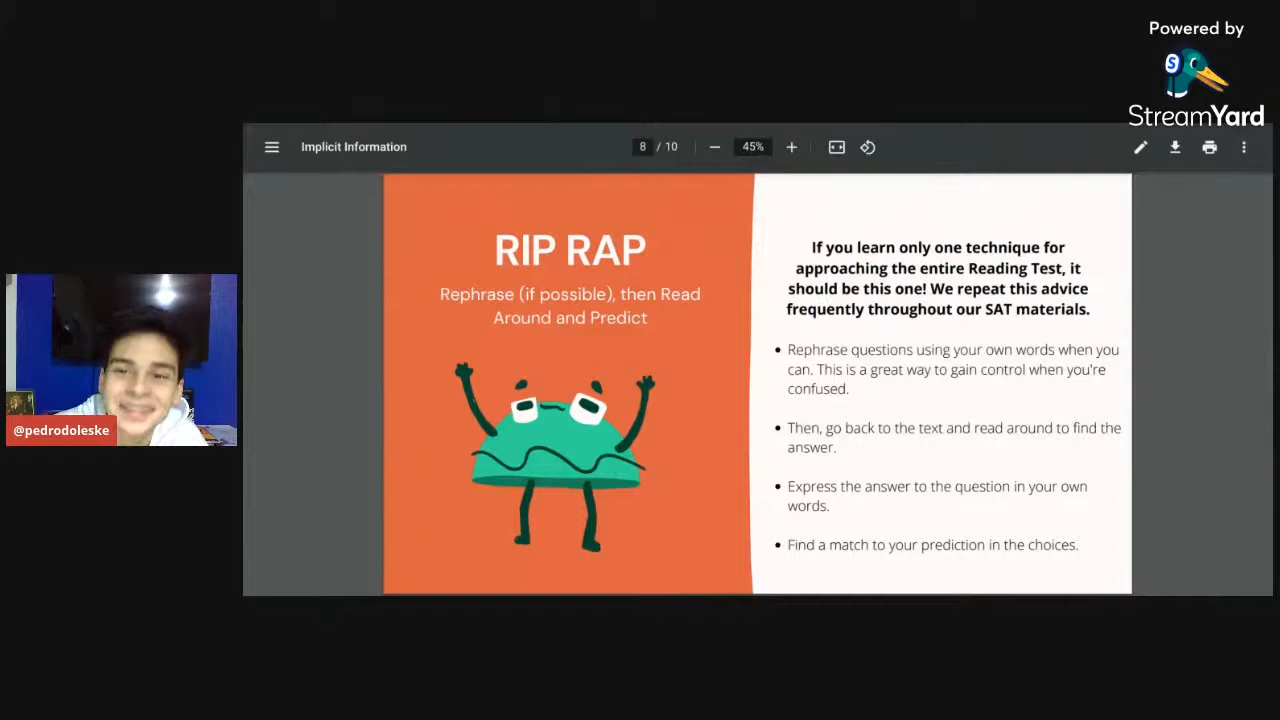 Powered by
S
StreamYard
Implicit Information
8 / 10
45%
RIP RAP
Rephrase (if possible), then Read
Around and Predict
If you learn only one technique for
approaching the entire Reading Test, it
should be this one! We repeat this advice
frequently throughout our SAT materials.
• Rephrase questions using your own words when you
can. This is a great way to gain control when you're
confused.
• Then, go back to the text and read around to find the
answer.
• Express the answer to the question in your own
words.
• Find a match to your prediction in the choices.
@pedrodoleske